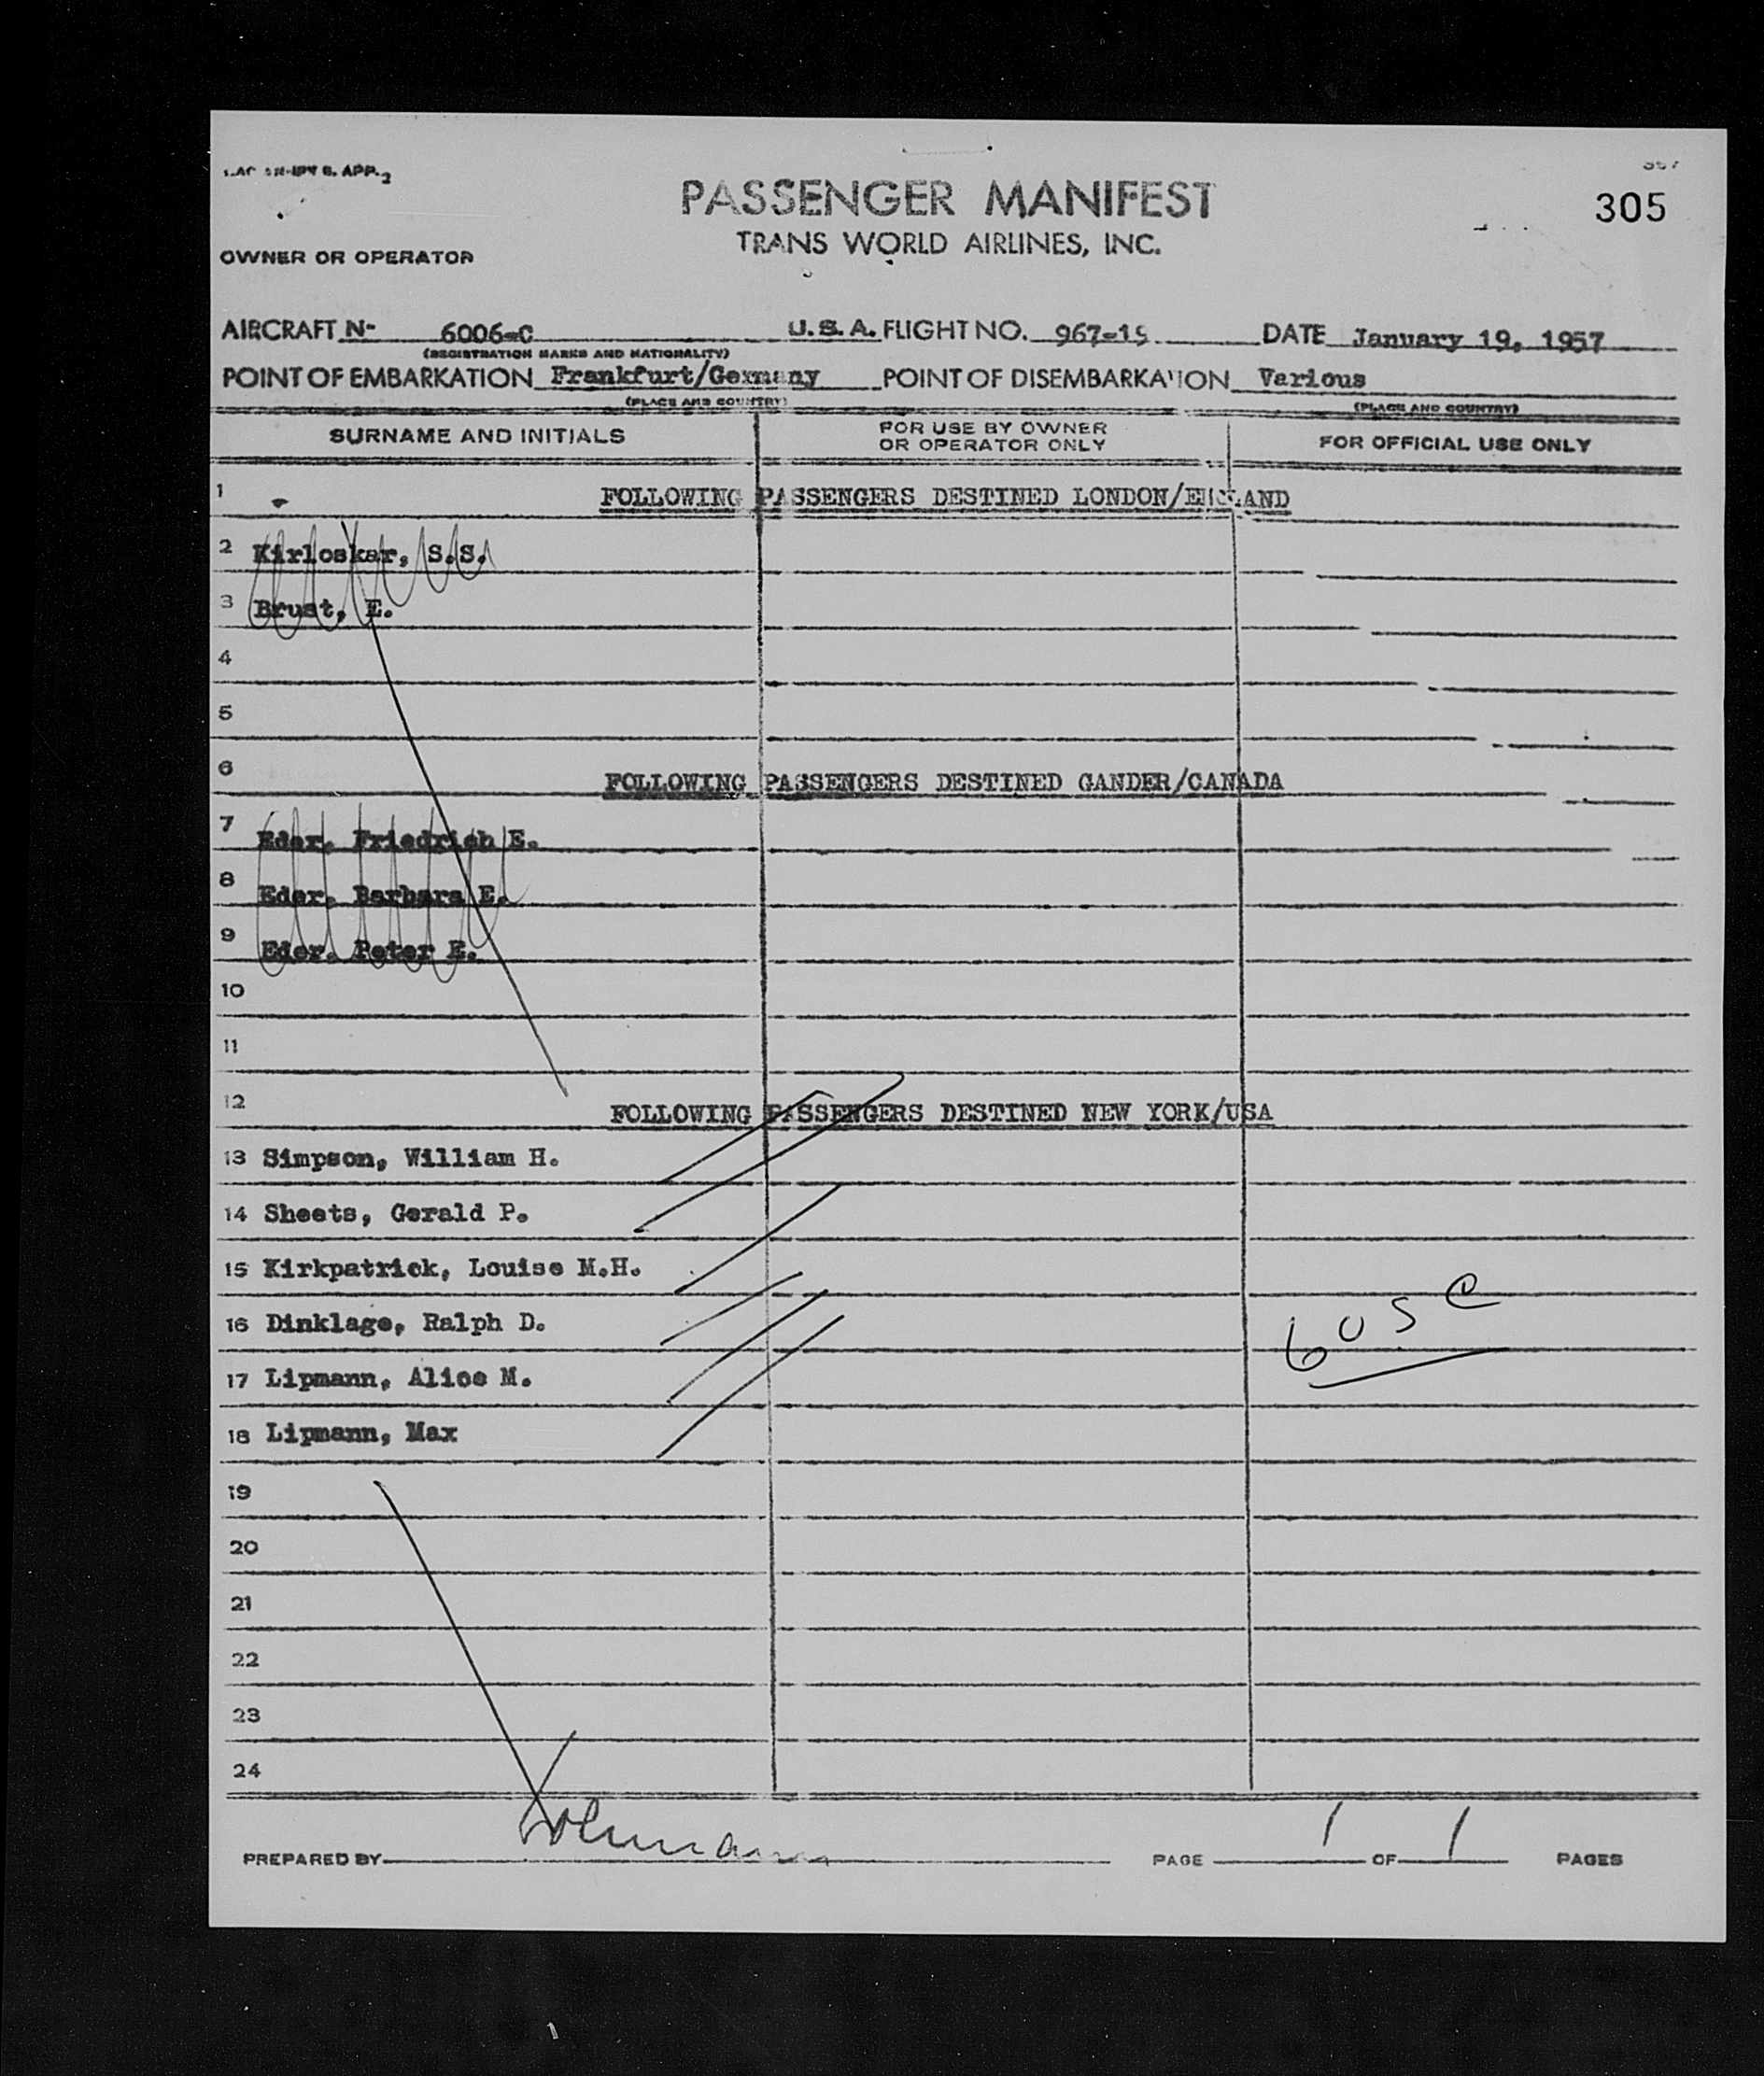 APP. 2
PASSENGER MANIFEST
305
TRANS WORLD AIRLINES, INC.
OWNER OR OPERATOR
AIRCRAFT N- 6006-C U.S.A. FLIGHT NO. 967-19 DATE January 19, 1957
(REGISTRATION MARKS AND NATIONALITY)
POINT OF EMBARKATION Frankfurt/Germany POINT OF DISEMBARKATION Various
(PLACE AND COUNTRY) (PLACE AND COUNTRY)
SURNAME AND INITIALS FOR USE BY OWNER OR OPERATOR ONLY FOR OFFICIAL USE ONLY
1 FOLLOWING PASSENGERS DESTINED LONDON/ENGLAND
2 Kirloskar, S.S.
3 Brust, E.
4
5
6 FOLLOWING PASSENGERS DESTINED GANDER/CANADA
7 Eder, Friedrich E.
8 Eder, Barbara E.
9 Eder, Peter E.
10
11
12 FOLLOWING PASSENGERS DESTINED NEW YORK/USA
13 Simpson, William H.
14 Sheets, Gerald P.
15 Kirkpatrick, Louise M.H.
16 Dinklage, Ralph D. 6 USC
17 Lipmann, Alice M.
18 Lipmann, Max
19
20
21
22
23
24
PREPARED BY PAGE 1 OF 1 PAGES